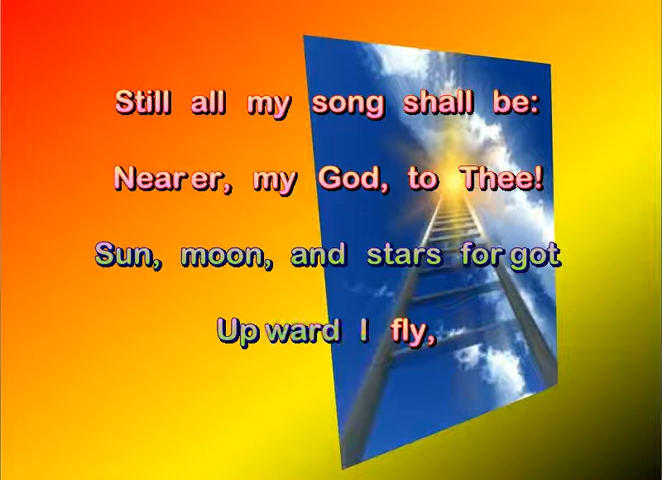 Still all my song shall be:
Nearer, my God, to Thee!
Sun, moon, and stars forgot
Upward I fly,